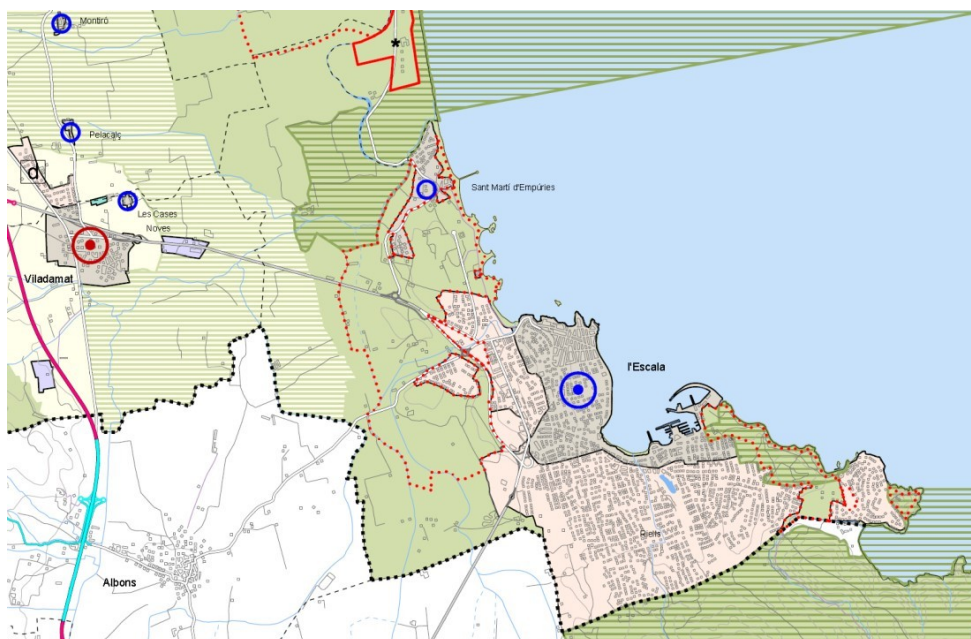 Montiró
*
Pelacalç
d
Sant Martí d'Empúries
Les Cases
Noves
Viladamat
l'Escala
Riells
Albons